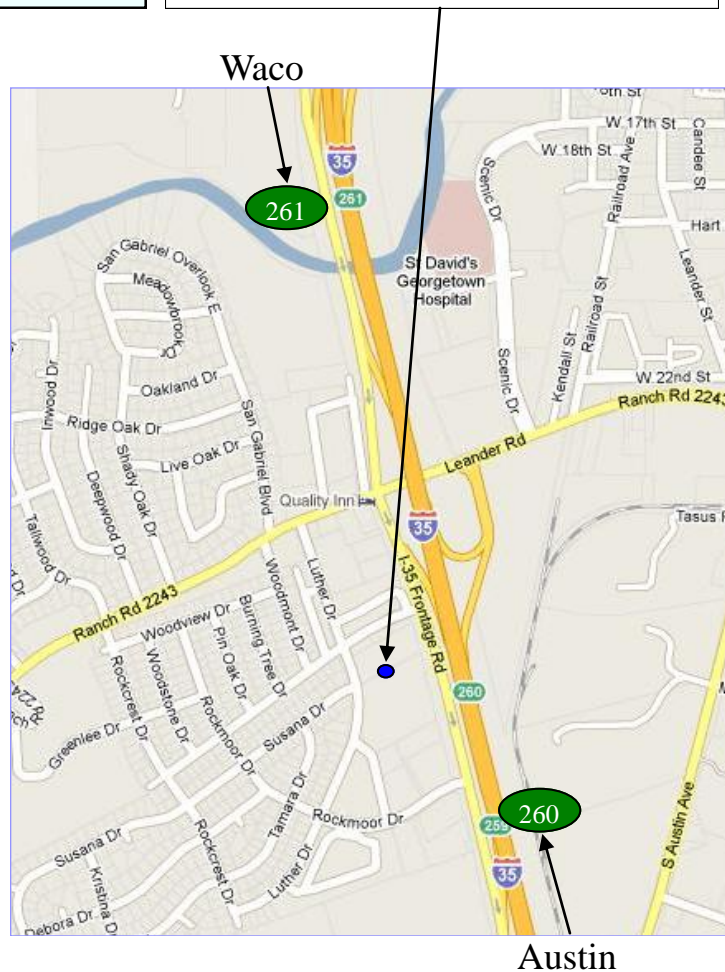 Waco
W 17th St
W 18th St
Candee St
Railroad Ave
35
261
261
Scenic Dr
Hart
San Gabriel Overlook E
Meadowbrook
Dr
St David's
Georgetown
Hospital
Leander St
Railroad St
Kendall St
Inwood Dr
Oakland Dr
Scenic Dr
W 22nd St
Ranch Rd 2243
Ridge Oak Dr
San Gabriel Blvd
Leander Rd
Shady Oak Dr
Live Oak Dr
Deepwood Dr
Quality Inn
Tallwood Dr
35
Tasus
Luther Dr
I-35 Frontage Rd
Ranch Rd 2243
Woodview Dr
Burning Tree Dr
Woodmont Dr
Pin Oak Dr
Woodstone Dr
Rockcrest Dr
260
Greenlee Dr
Rockmoor Dr
Susana Dr
Tamara Dr
Rockmoor Dr
259
260
S Austin Ave
Susana Dr
Rockcrest Dr
Luther Dr
35
Kristina Dr
Debora Dr
Austin